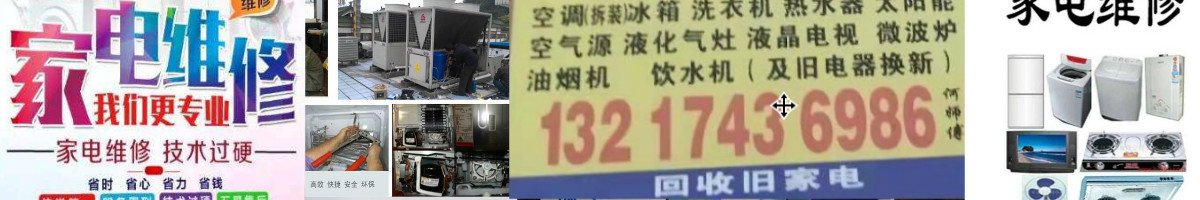 维修
家电维修
我们更专业
家电维修 技术过硬
省时 省心 省力 省钱
高效 快捷 安全 环保
空调(拆装)冰箱 洗衣机 热水器 太阳能
空气源 液化气灶 液晶电视 微波炉
油烟机 饮水机（及旧电器换新）
132 1743 6986
何师傅
回收旧家电
家电维修